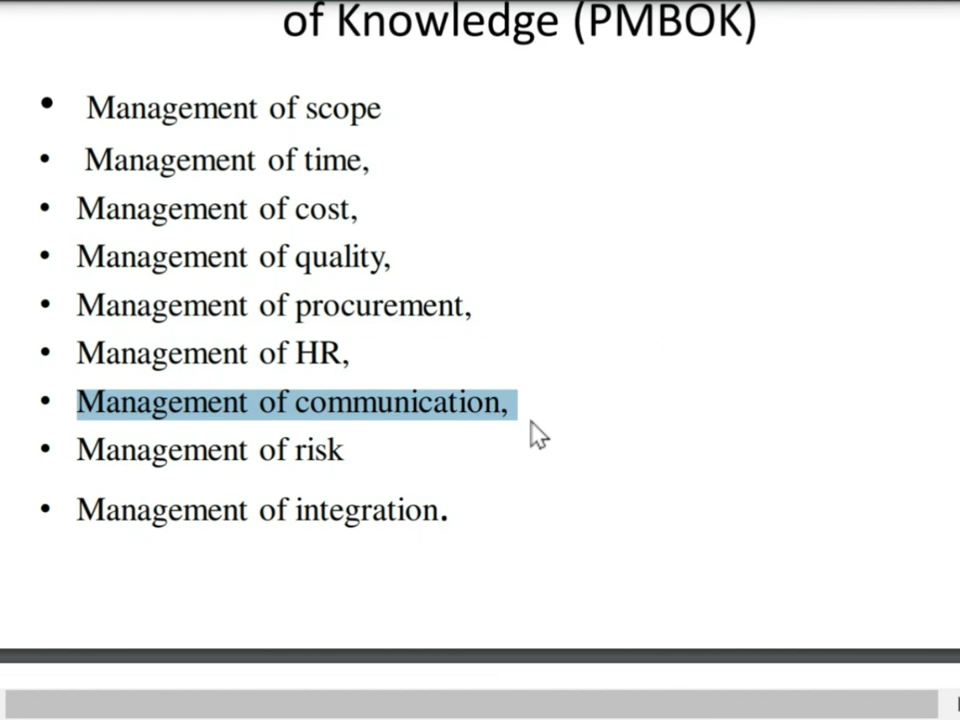 of Knowledge (PMBOK)
• Management of scope
• Management of time,
• Management of cost,
• Management of quality,
• Management of procurement,
• Management of HR,
• Management of communication,
• Management of risk
• Management of integration.